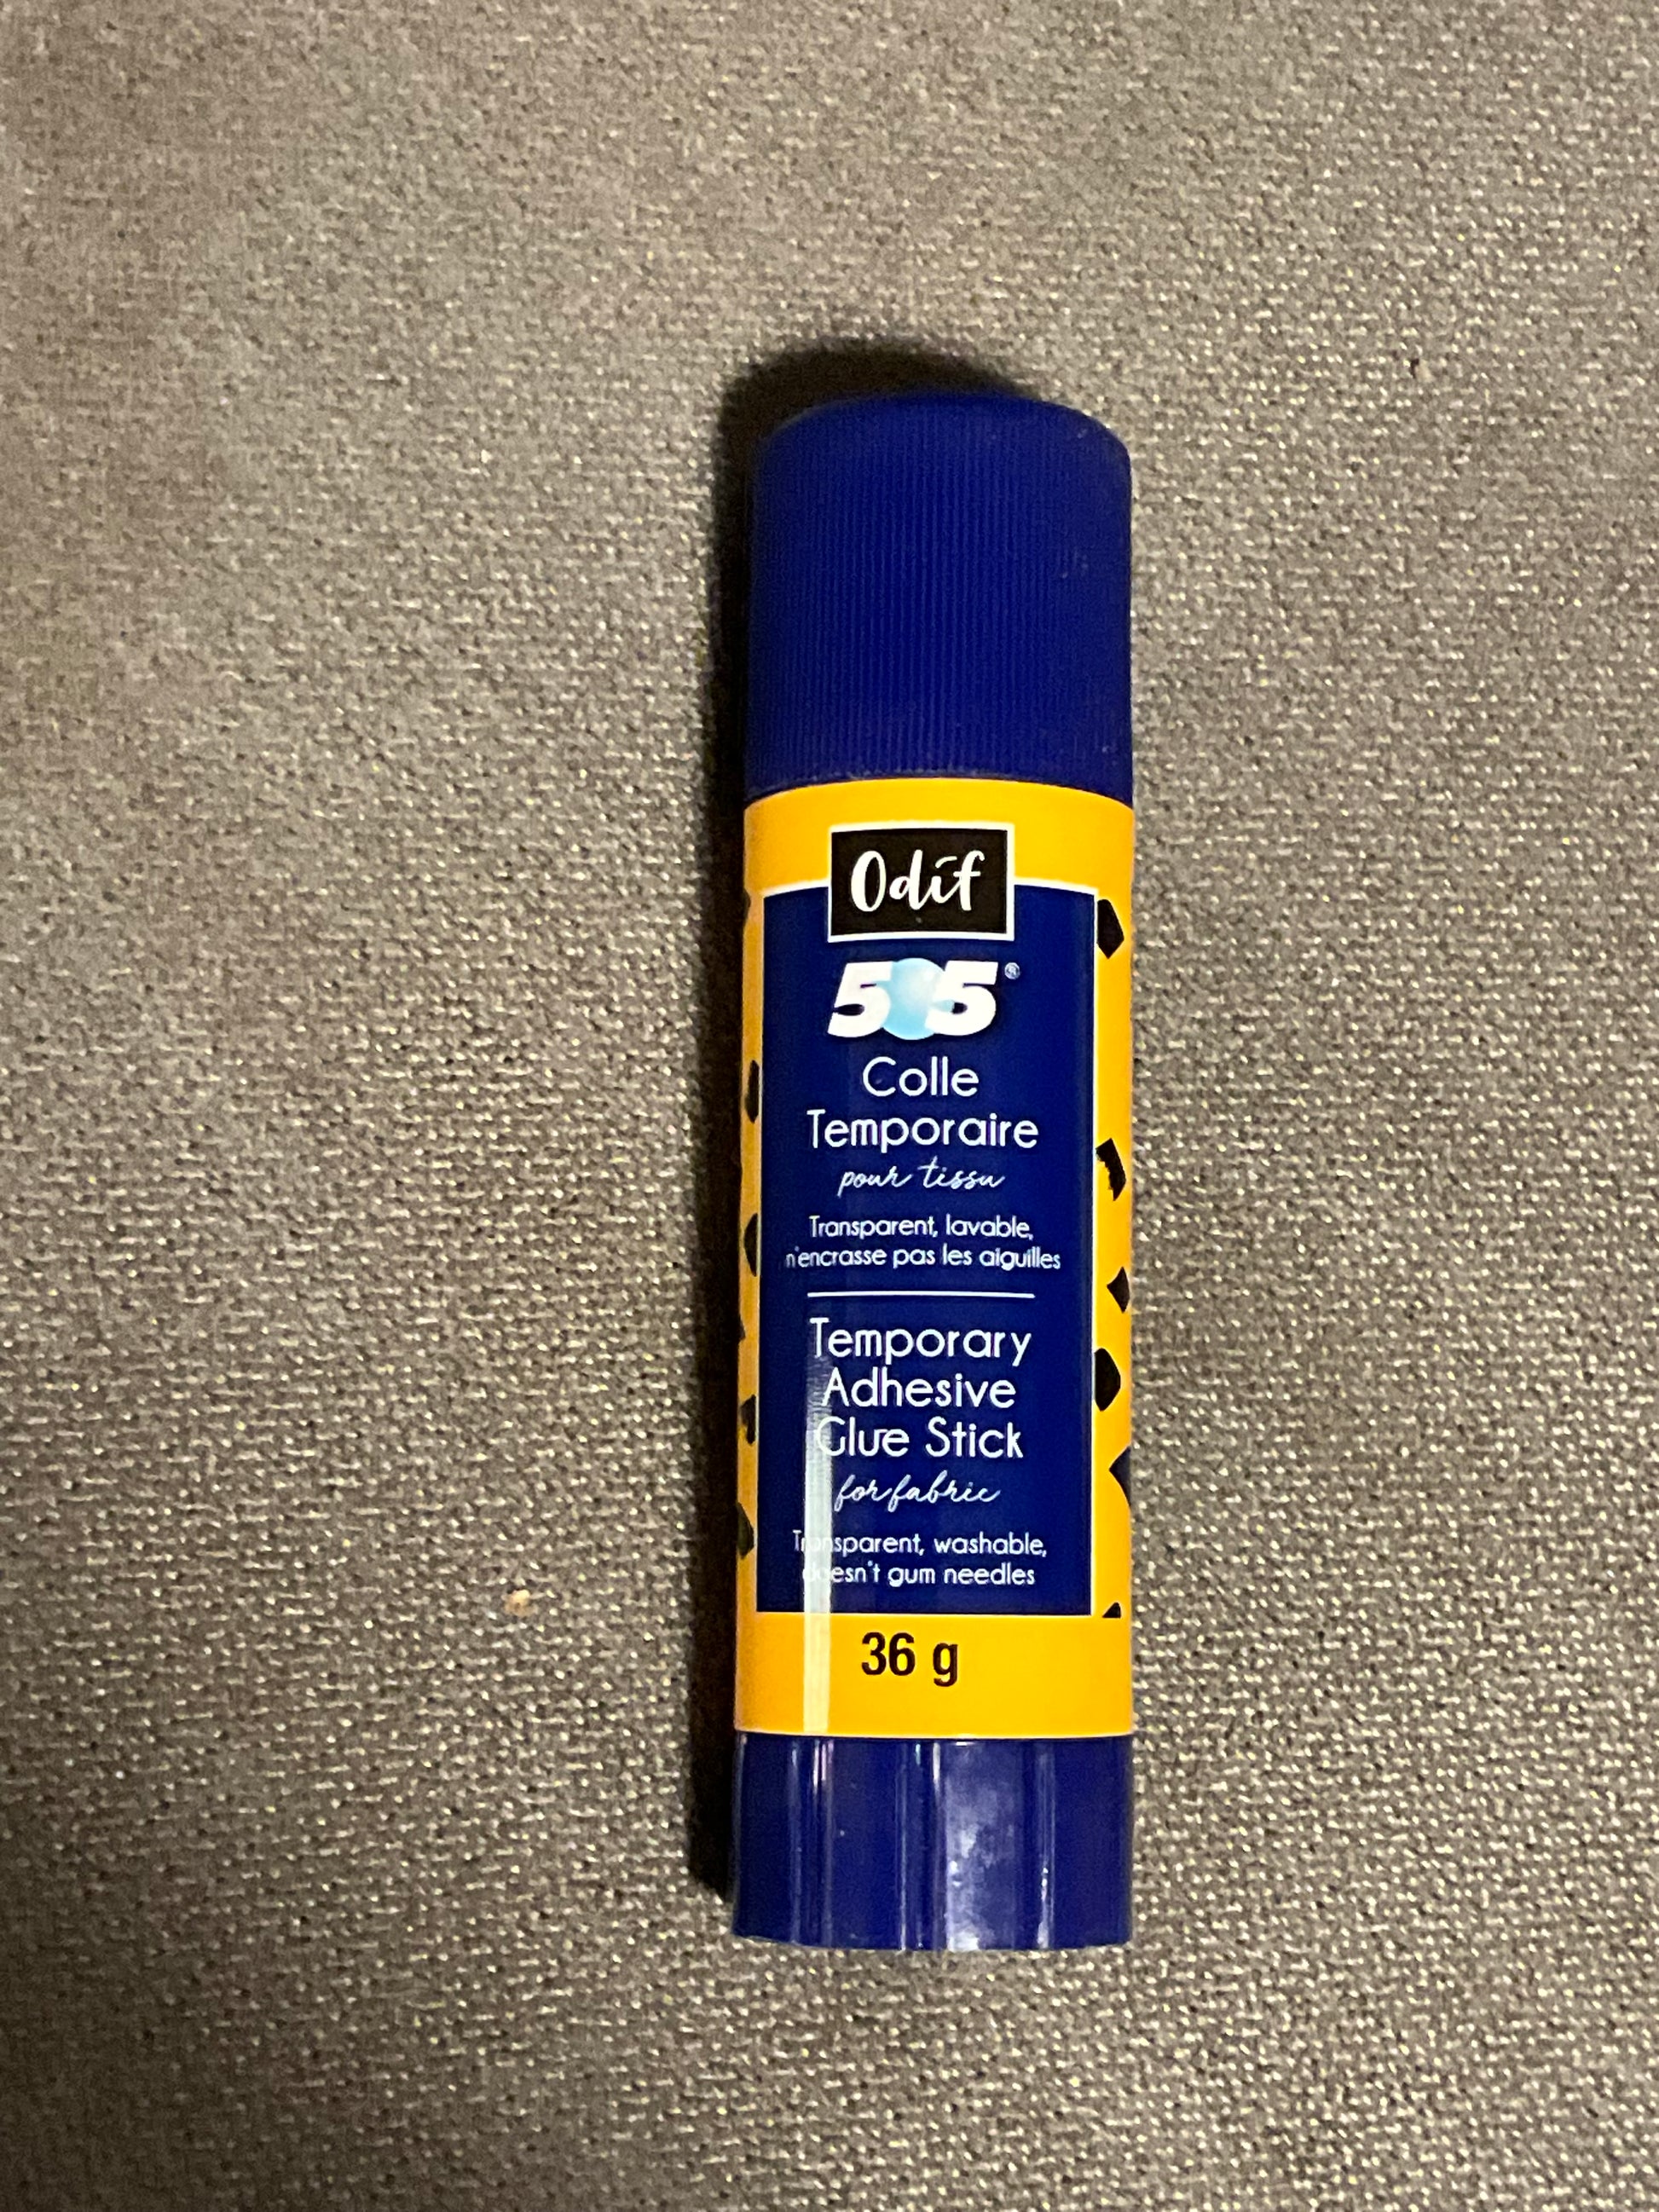 Odif
505®
Colle
Temporaire
pour tissu
Transparent, lavable,
n'encrasse pas les aiguilles
Temporary
Adhesive
Glue Stick
for fabric
Transparent, washable,
doesn't gum needles
36 g